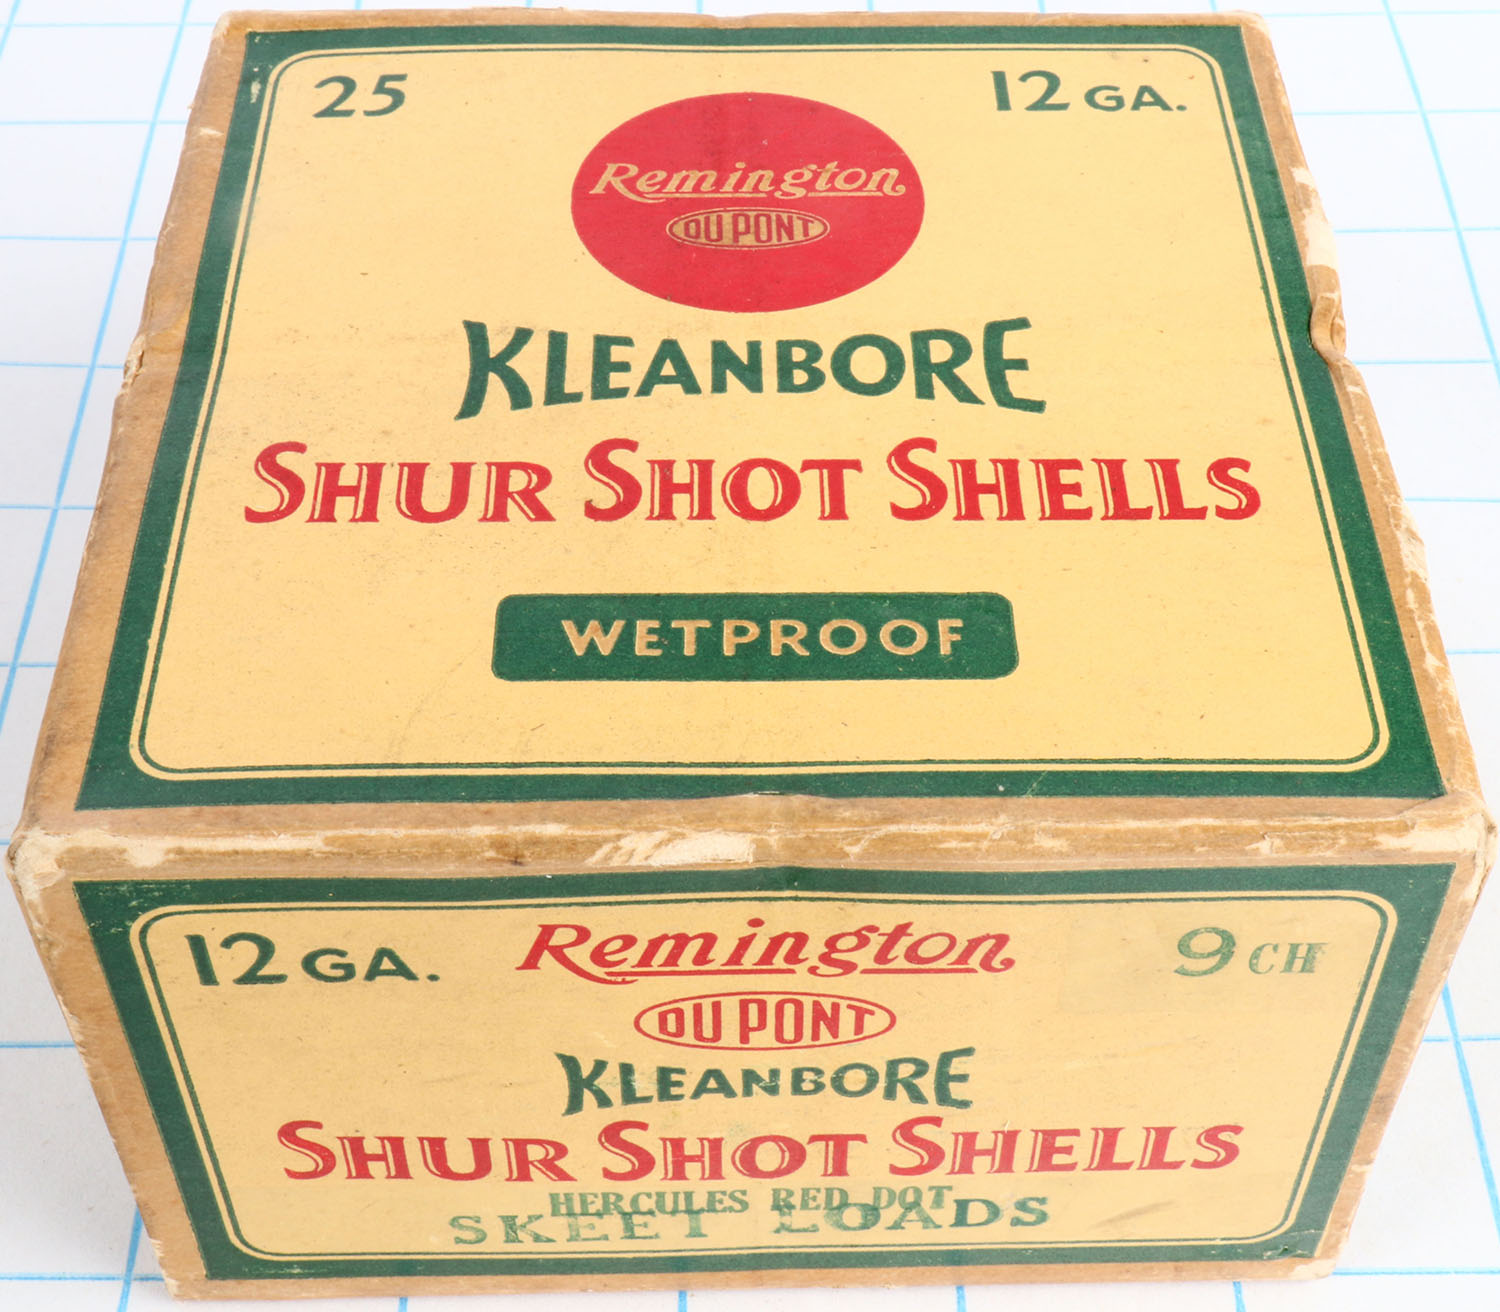 25
12 GA.
Remington
DU PONT
KLEANBORE
SHUR SHOT SHELLS
WETPROOF
12 GA.
Remington
9 CH
DU PONT
KLEANBORE
SHUR SHOT SHELLS
HERCULES RED DOT
SKEET LOADS